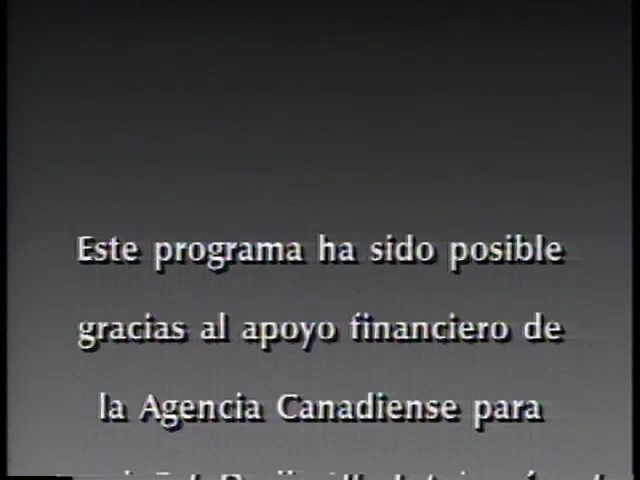 Este programa ha sido posible
gracias al apoyo financiero de
la Agencia Canadiense para